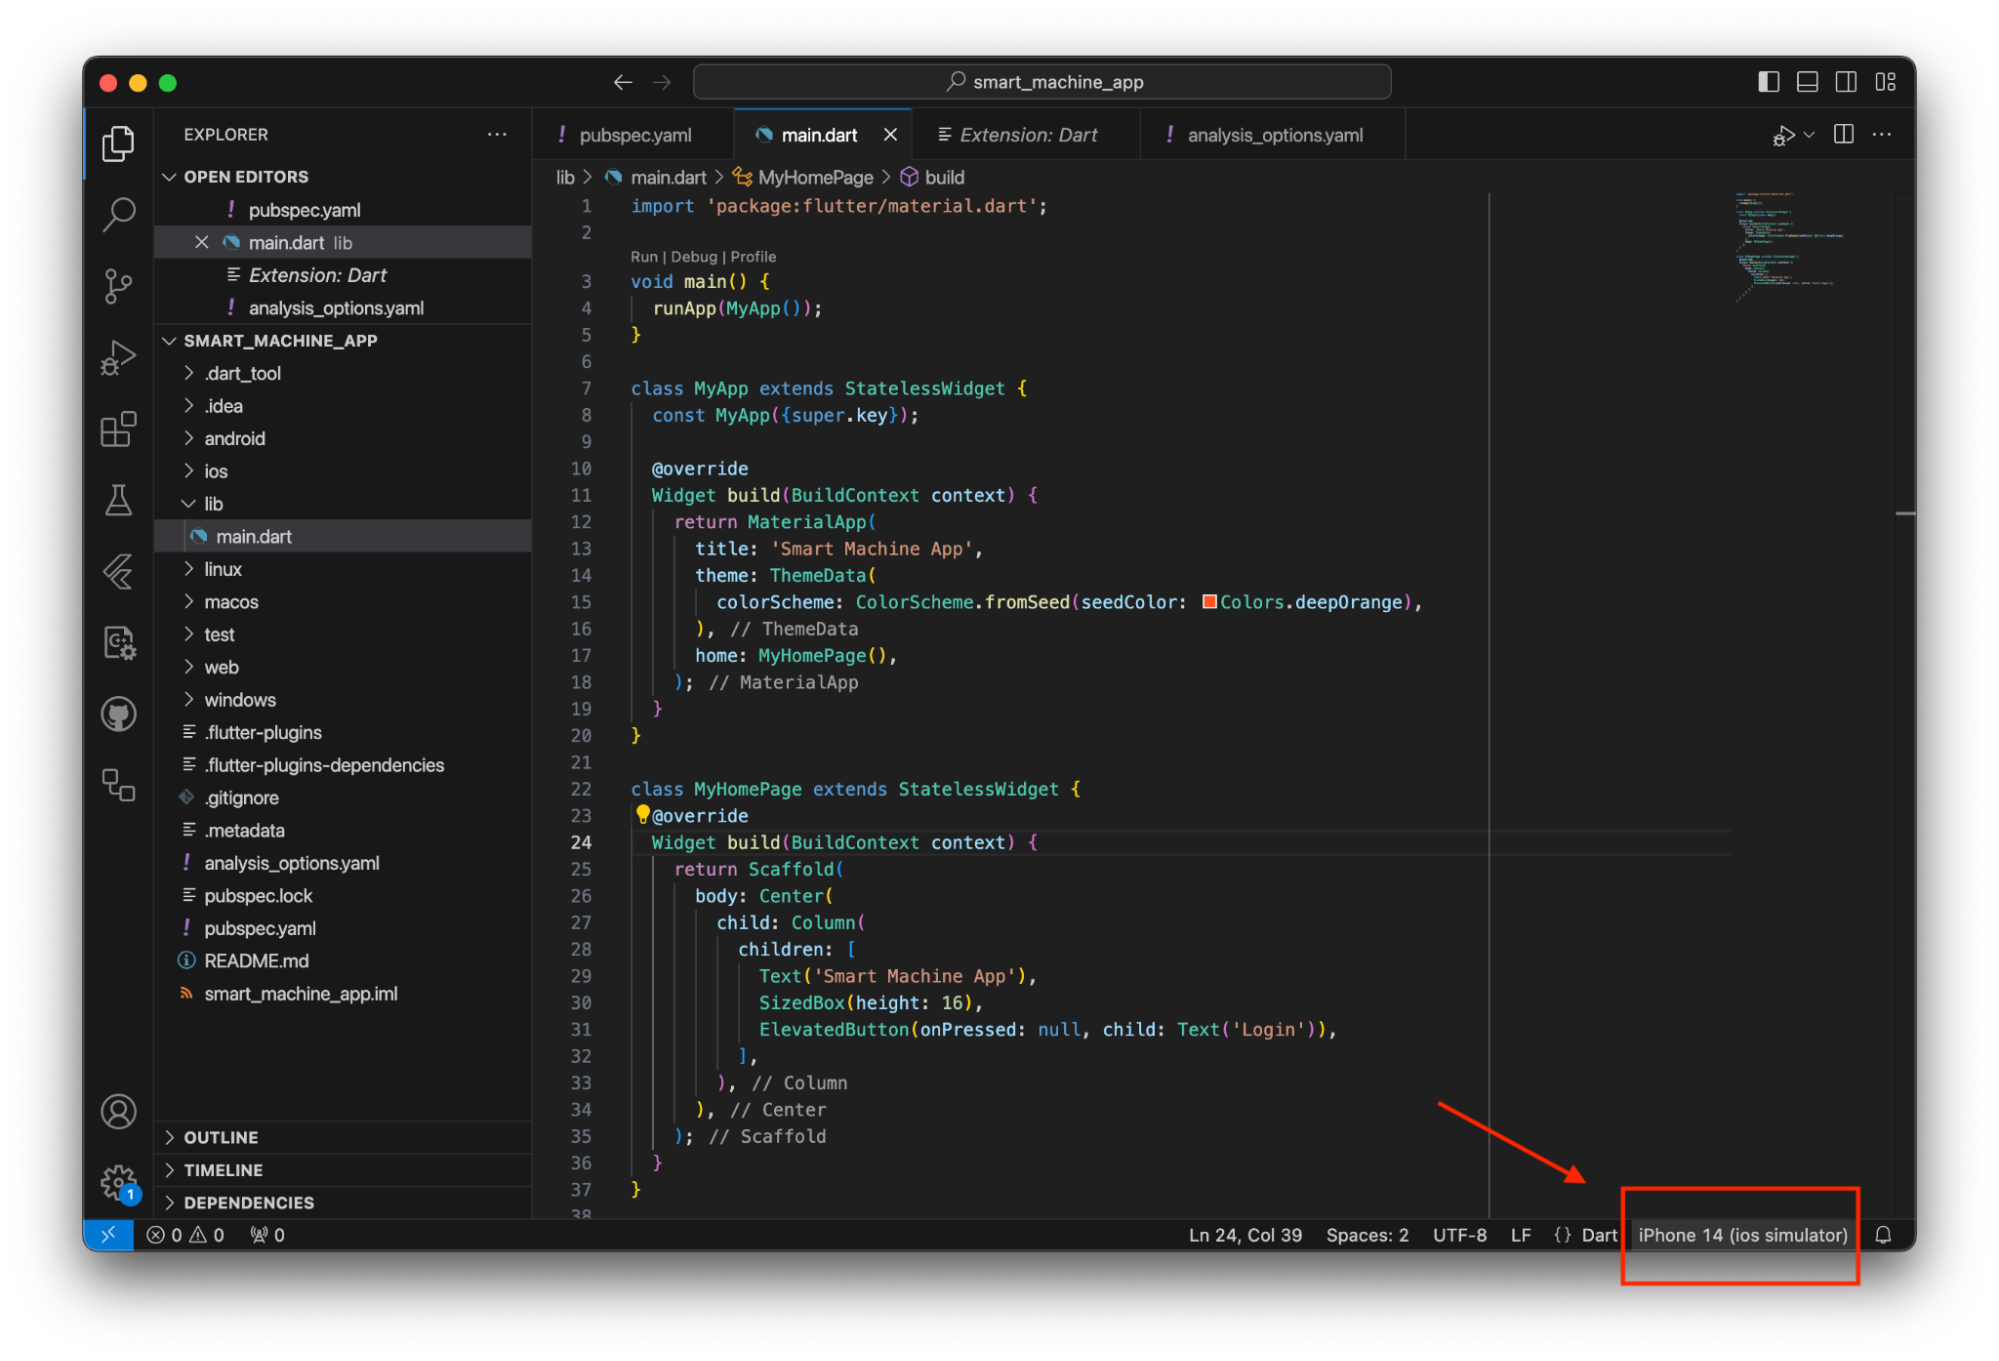 smart_machine_app
EXPLORER
OPEN EDITORS
pubspec.yaml
main.dart lib
Extension: Dart
analysis_options.yaml
SMART_MACHINE_APP
.dart_tool
.idea
android
ios
lib
main.dart
linux
macos
test
web
windows
.flutter-plugins
.flutter-plugins-dependencies
.gitignore
.metadata
analysis_options.yaml
pubspec.lock
pubspec.yaml
README.md
smart_machine_app.iml
OUTLINE
TIMELINE
DEPENDENCIES
1
pubspec.yaml
main.dart
Extension: Dart
analysis_options.yaml
lib > main.dart > MyHomePage > build
1 import 'package:flutter/material.dart';
2
Run | Debug | Profile
3 void main() {
4 runApp(MyApp());
5 }
6
7 class MyApp extends StatelessWidget {
8 const MyApp({super.key});
9
10 @override
11 Widget build(BuildContext context) {
12 return MaterialApp(
13 title: 'Smart Machine App',
14 theme: ThemeData(
15 colorScheme: ColorScheme.fromSeed(seedColor: Colors.deepOrange),
16 ), // ThemeData
17 home: MyHomePage(),
18 ); // MaterialApp
19 }
20 }
21
22 class MyHomePage extends StatelessWidget {
23 @override
24 Widget build(BuildContext context) {
25 return Scaffold(
26 body: Center(
27 child: Column(
28 children: [
29 Text('Smart Machine App'),
30 SizedBox(height: 16),
31 ElevatedButton(onPressed: null, child: Text('Login')),
32 ],
33 ), // Column
34 ), // Center
35 ); // Scaffold
36 }
37 }
38
0 0 0 Ln 24, Col 39 Spaces: 2 UTF-8 LF {} Dart iPhone 14 (ios simulator)